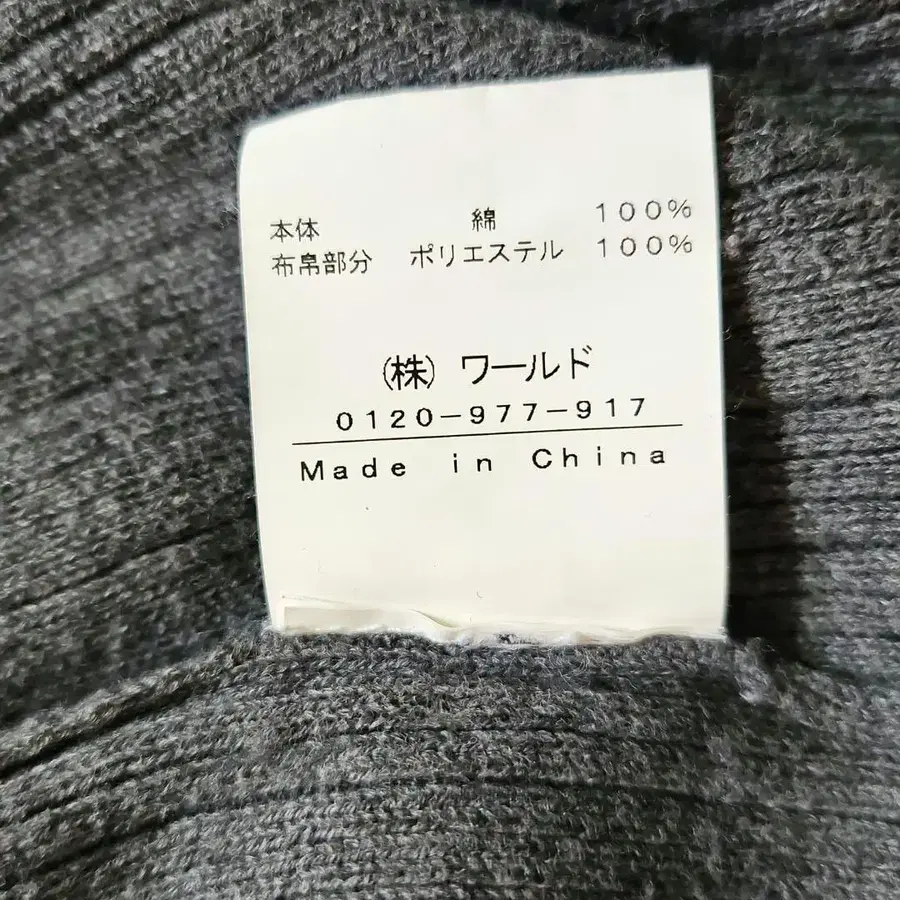 本体 綿 100%
布帛部分 ポリエステル 100%
(株) ワールド
0120-977-917
Made in China